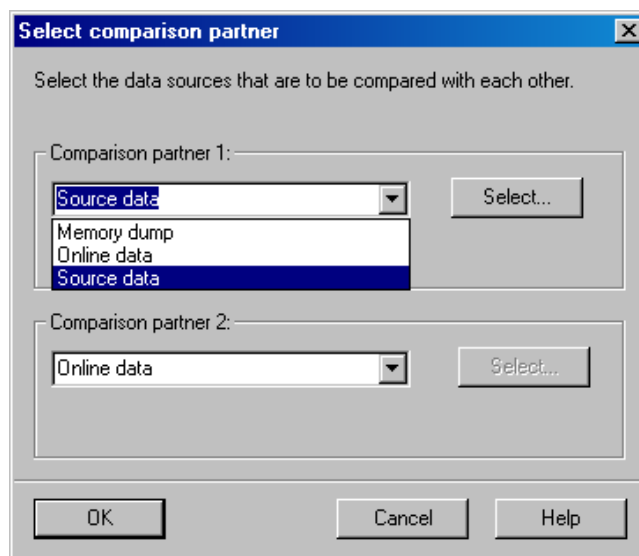 Select comparison partner
Select the data sources that are to be compared with each other.
Comparison partner 1:
Source data
Select...
Memory dump
Online data
Source data
Comparison partner 2:
Online data
Select...
OK
Cancel
Help